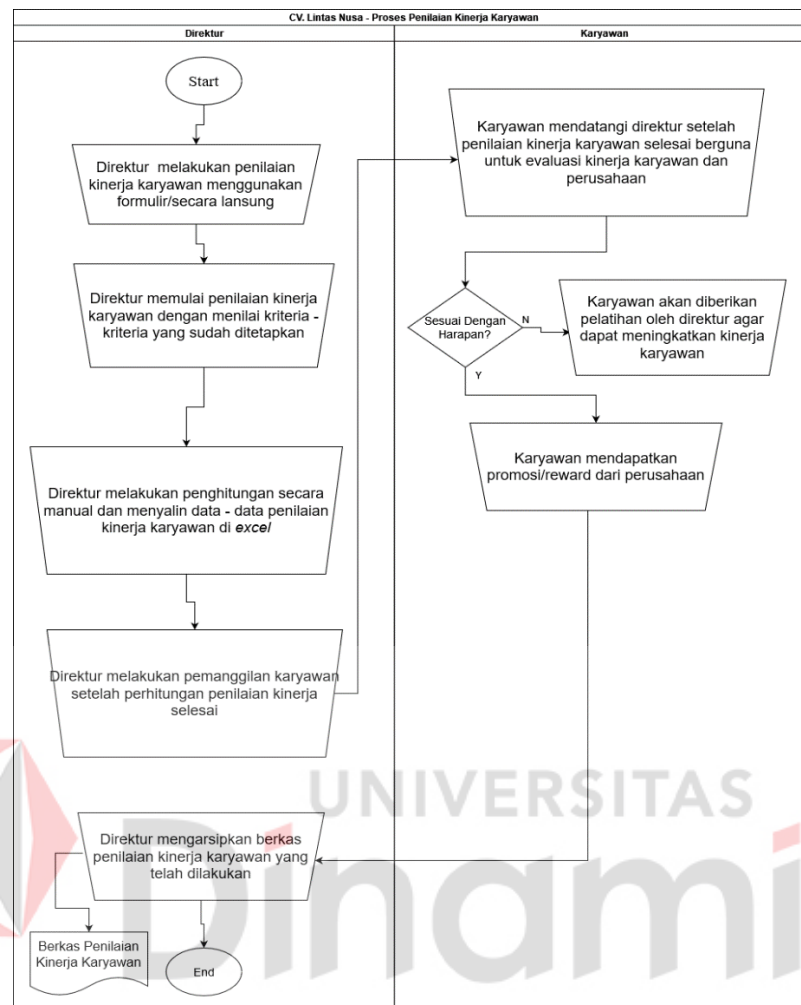 CV. Lintas Nusa - Proses Penilaian Kinerja Karyawan
Direktur
Karyawan
Start
Direktur melakukan penilaian
kinerja karyawan menggunakan
formulir/secara lansung
Direktur memulai penilaian kinerja
karyawan dengan menilai kriteria -
kriteria yang sudah ditetapkan
Direktur melakukan penghitungan secara
manual dan menyalin data - data penilaian
kinerja karyawan di excel
Direktur melakukan pemanggilan karyawan
setelah perhitungan penilaian kinerja
selesai
Karyawan mendatangi direktur setelah
penilaian kinerja karyawan selesai berguna
untuk evaluasi kinerja karyawan dan
perusahaan
Sesuai Dengan
Harapan?
N
Karyawan akan diberikan
pelatihan oleh direktur agar
dapat meningkatkan kinerja
karyawan
Y
Karyawan mendapatkan
promosi/reward dari perusahaan
Direktur mengarsipkan berkas
penilaian kinerja karyawan yang
telah dilakukan
Berkas Penilaian
Kinerja Karyawan
End
UNIVERSITAS
Dinami